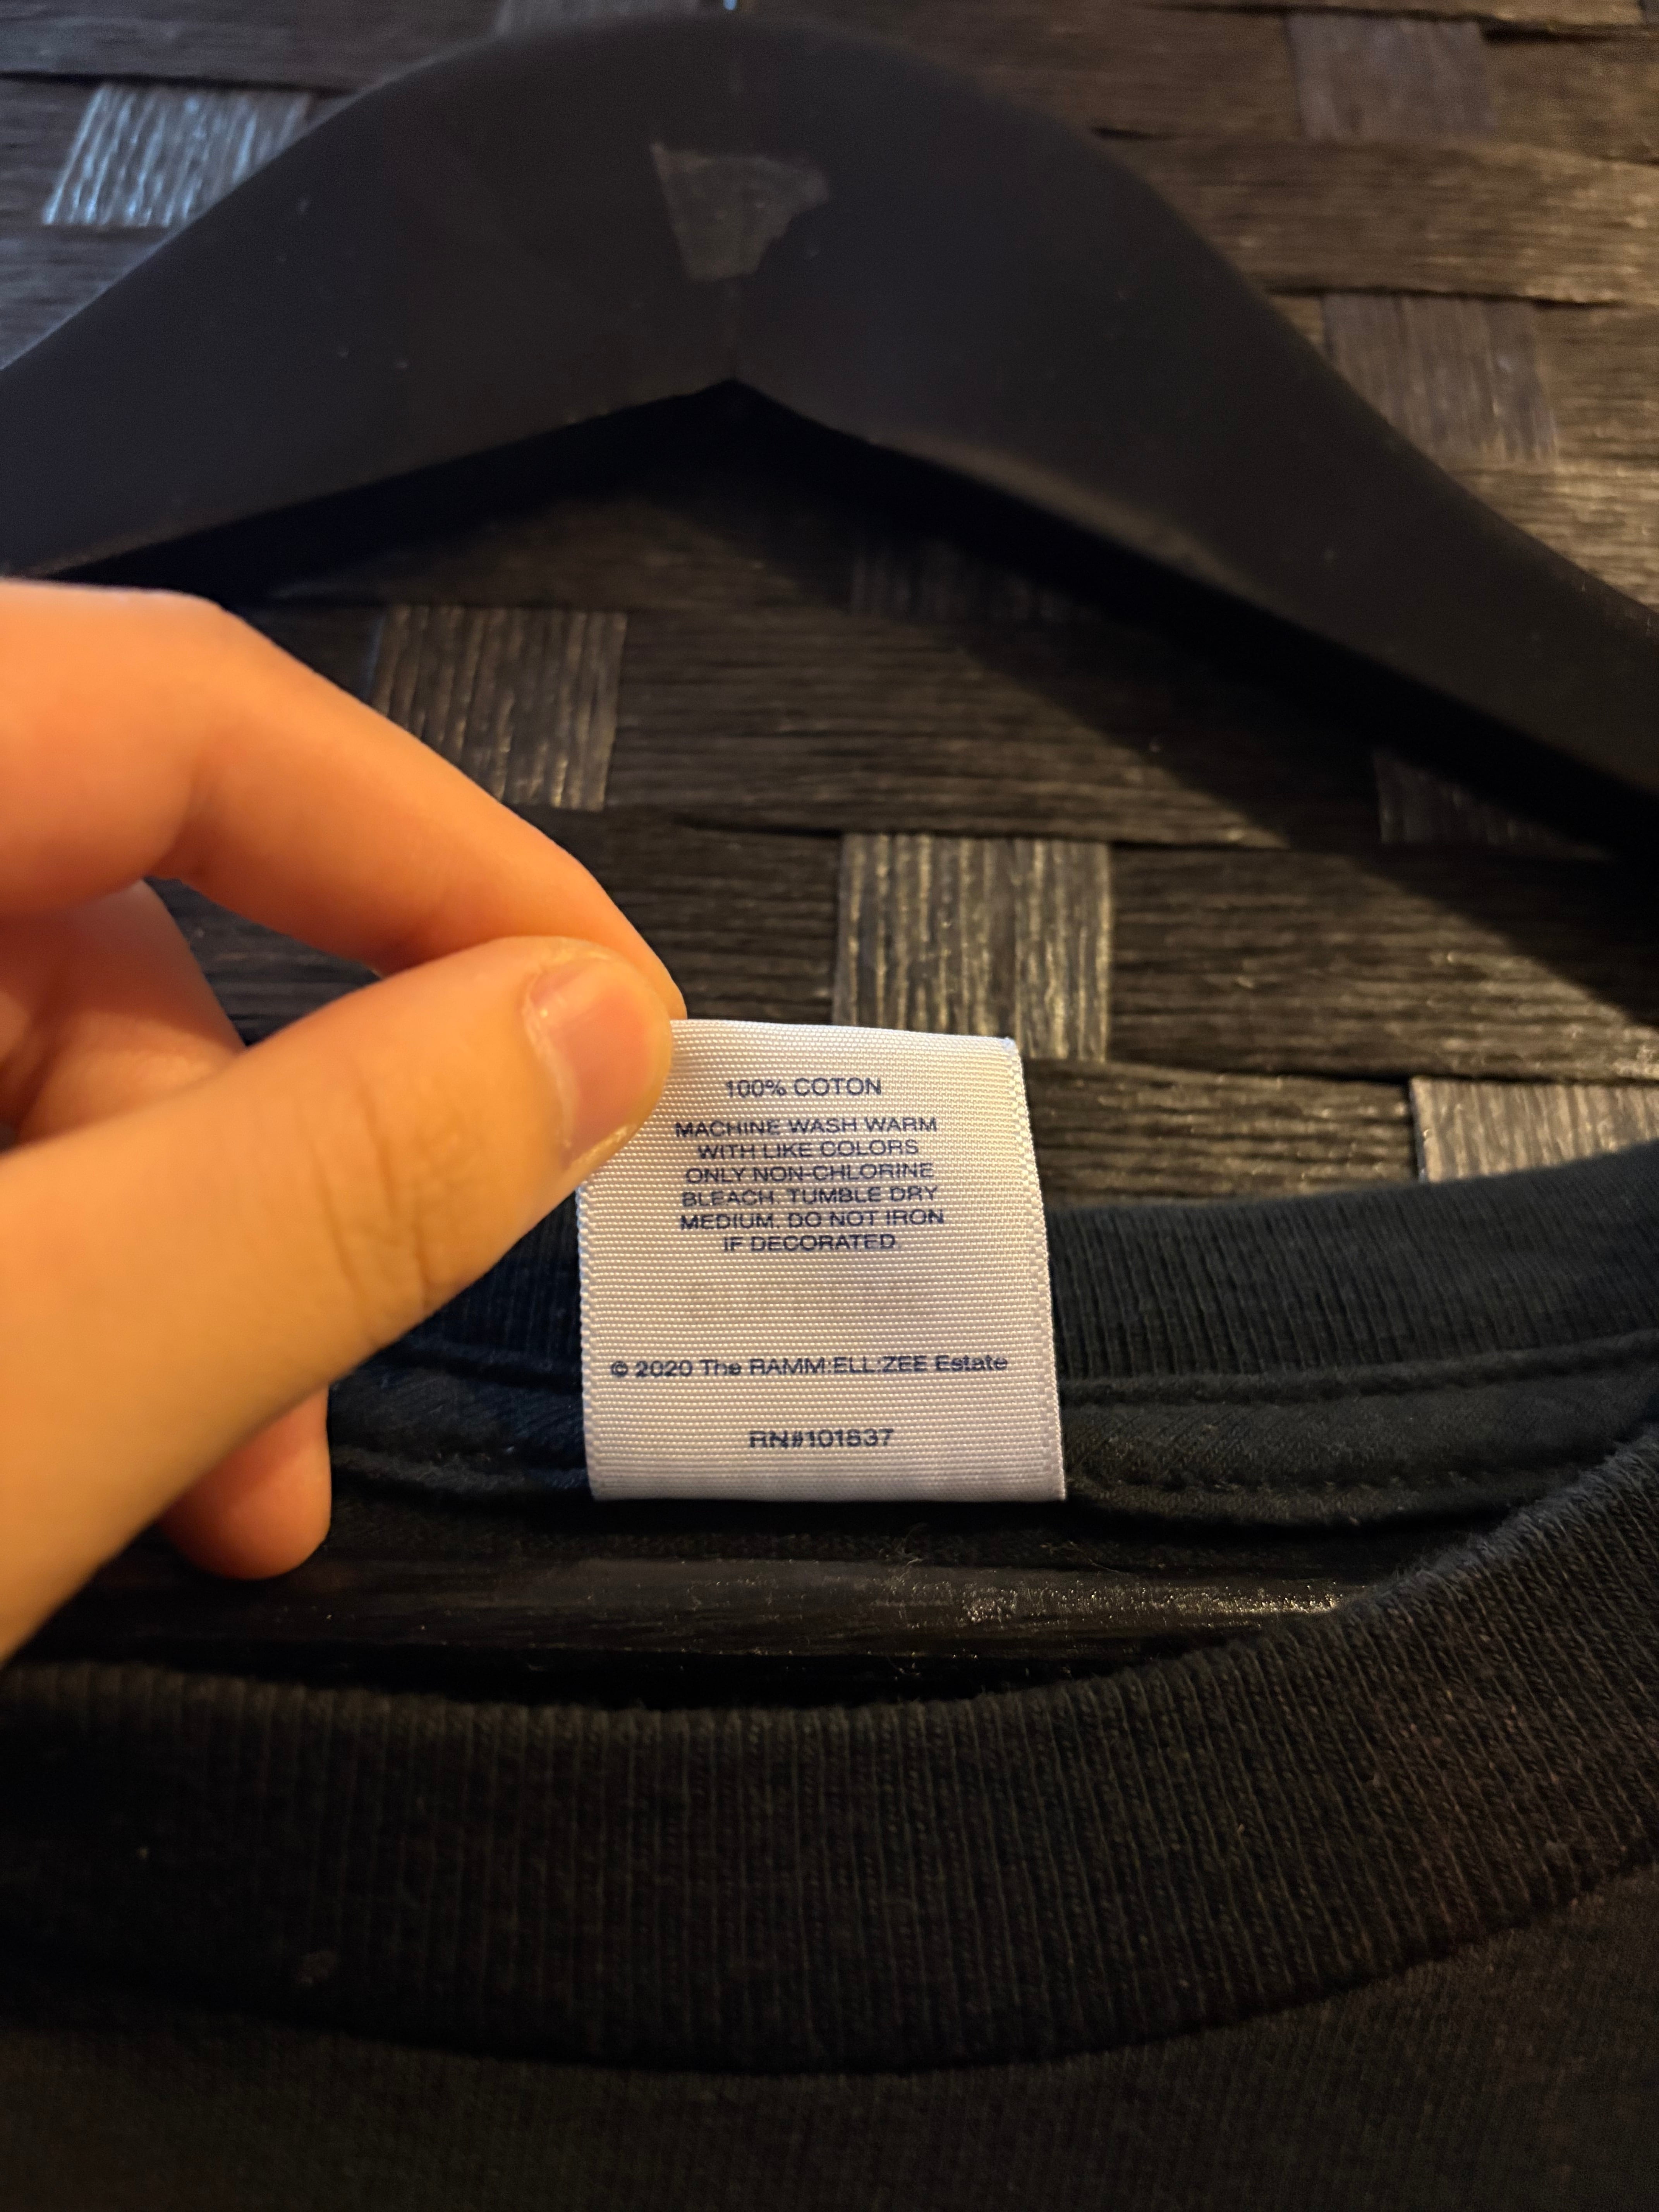 100% COTON
MACHINE WASH WARM
WITH LIKE COLORS
ONLY NON-CHLORINE
BLEACH. TUMBLE DRY
MEDIUM. DO NOT IRON
IF DECORATED.
© 2020 The RAMM:ELL:ZEE Estate
RN#101837